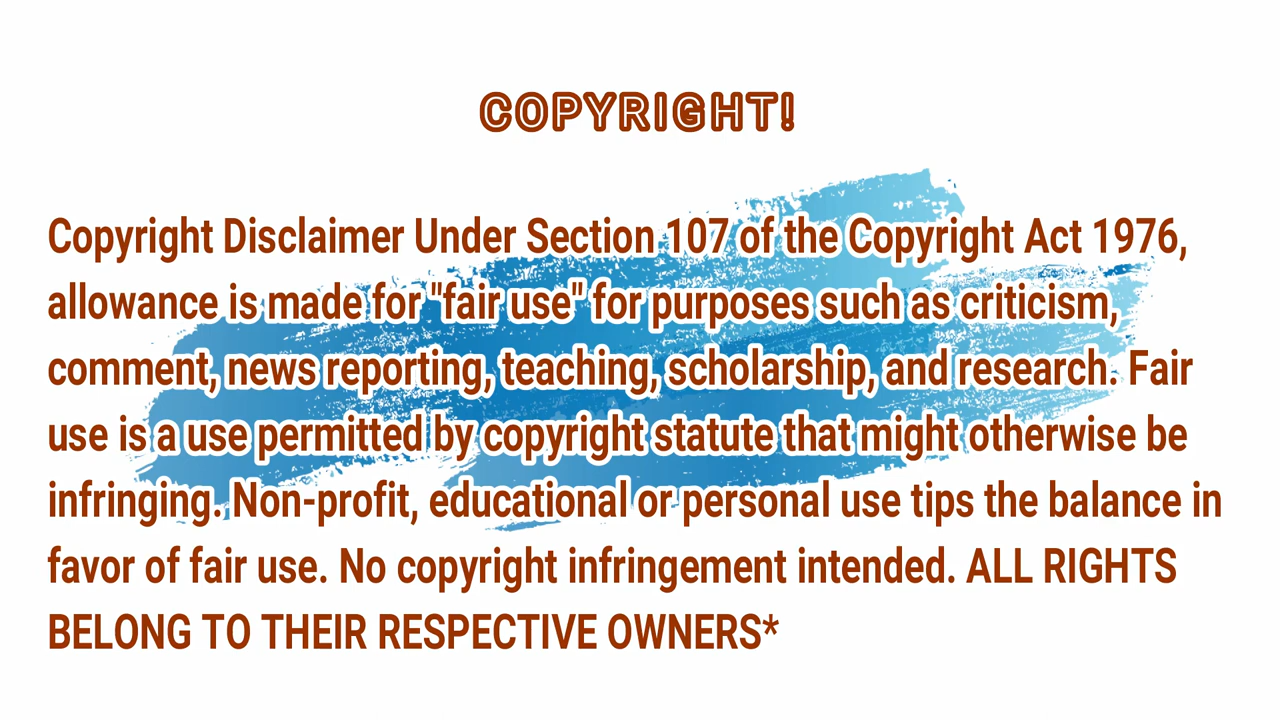 COPYRIGHT!
Copyright Disclaimer Under Section 107 of the Copyright Act 1976,
allowance is made for "fair use" for purposes such as criticism,
comment, news reporting, teaching, scholarship, and research. Fair
use is a use permitted by copyright statute that might otherwise be
infringing. Non-profit, educational or personal use tips the balance in
favor of fair use. No copyright infringement intended. ALL RIGHTS
BELONG TO THEIR RESPECTIVE OWNERS*